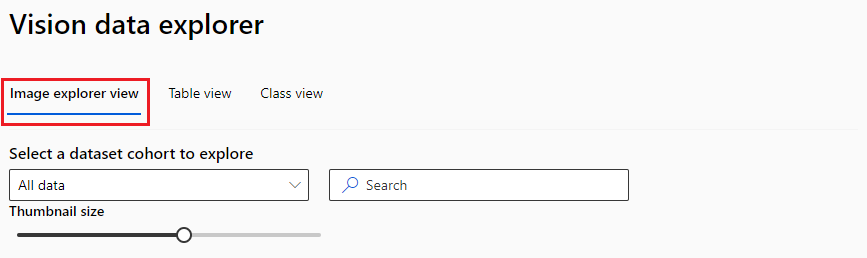 Vision data explorer
Image explorer view Table view Class view
Select a dataset cohort to explore
All data Search
Thumbnail size